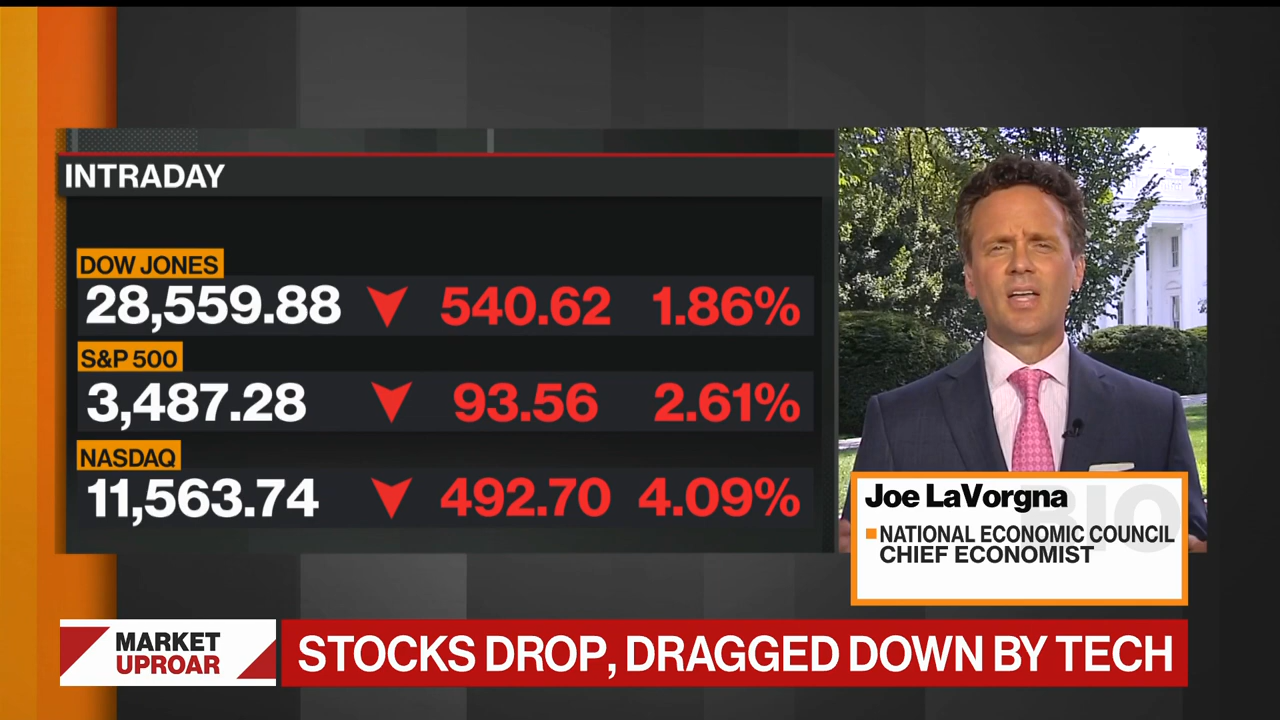 INTRADAY
DOW JONES
28,559.88 540.62 1.86%
S&P 500
3,487.28 93.56 2.61%
NASDAQ
11,563.74 492.70 4.09%
BIO
Joe LaVorgna
NATIONAL ECONOMIC COUNCIL
CHIEF ECONOMIST
MARKET
UPROAR
STOCKS DROP, DRAGGED DOWN BY TECH